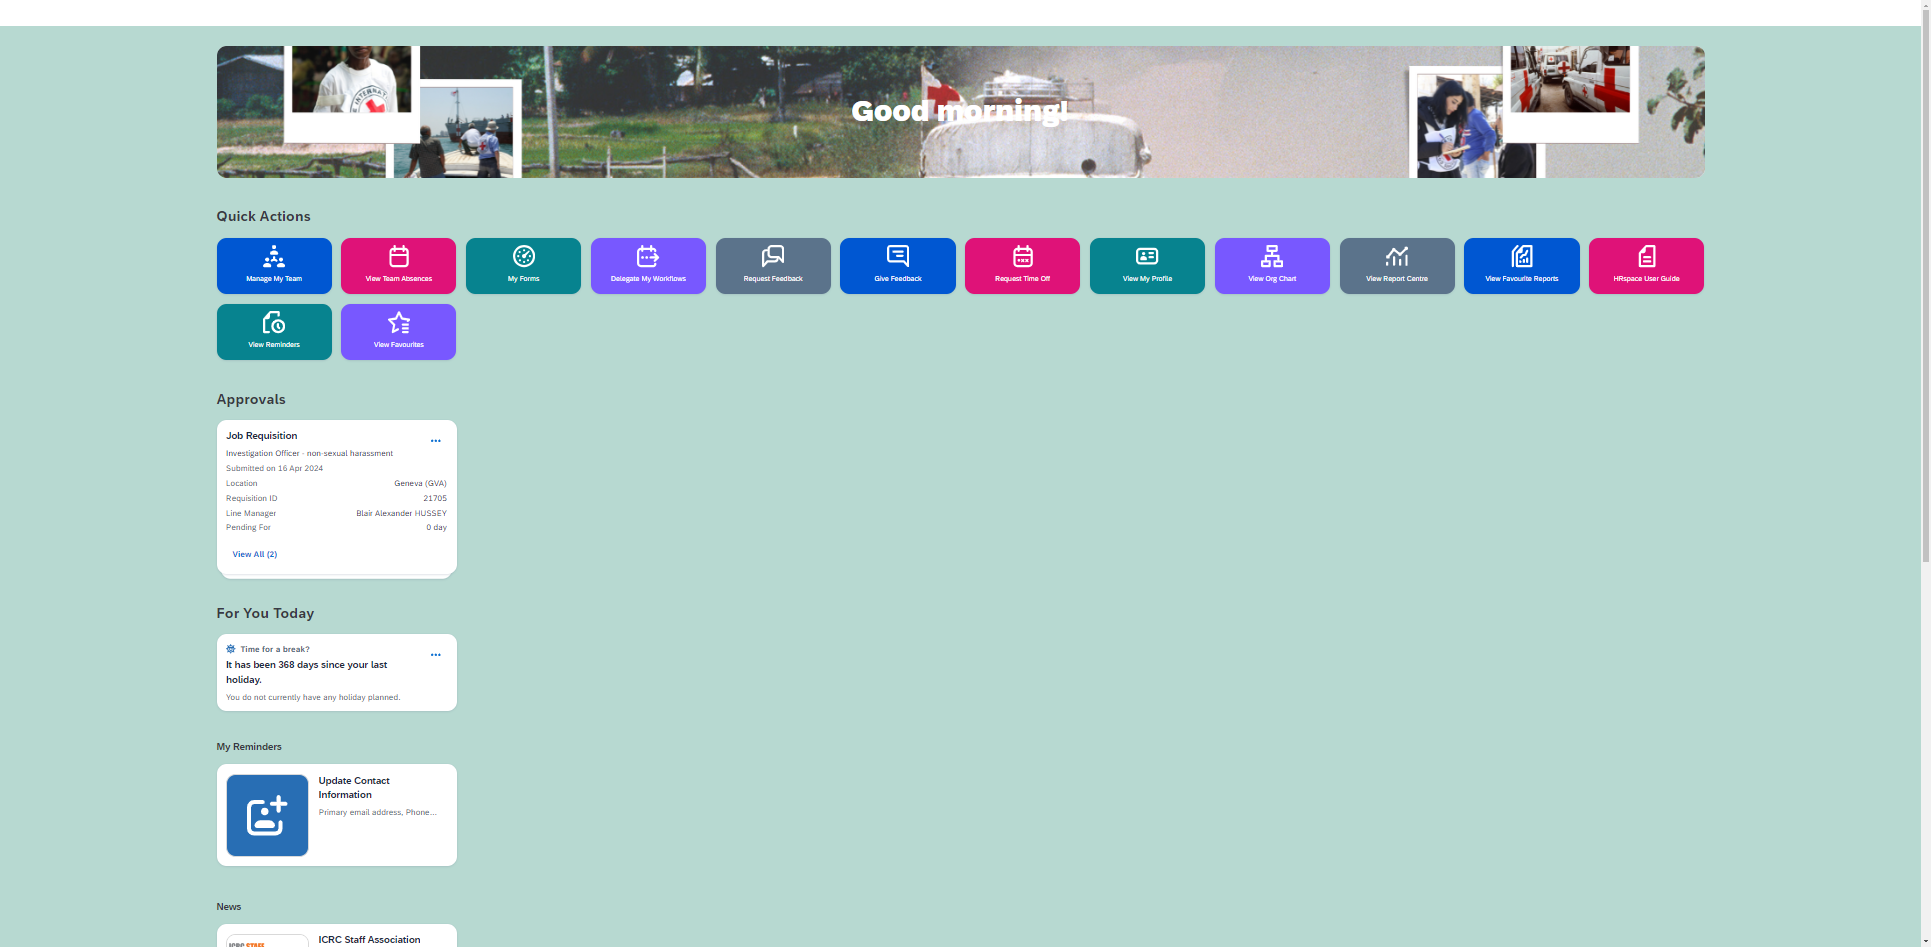 Good morning!
INTERNAT
Quick Actions
Manage My Team
View Team Absences
My Forms
Delegate My Workflows
Request Feedback
Give Feedback
Request Time Off
View My Profile
View Org Chart
View Report Centre
View Favourite Reports
HRspace User Guide
View Reminders
View Favourites
Approvals
Job Requisition
Investigation Officer - non-sexual harassment
Submitted on 16 Apr 2024
Location Geneva (GVA)
Requisition ID 21705
Line Manager Blair Alexander HUSSEY
Pending For 0 day
View All (2)
For You Today
Time for a break?
It has been 368 days since your last
holiday.
You do not currently have any holiday planned.
My Reminders
Update Contact
Information
Primary email address, Phone...
News
ICRC STAFF
ICRC Staff Association